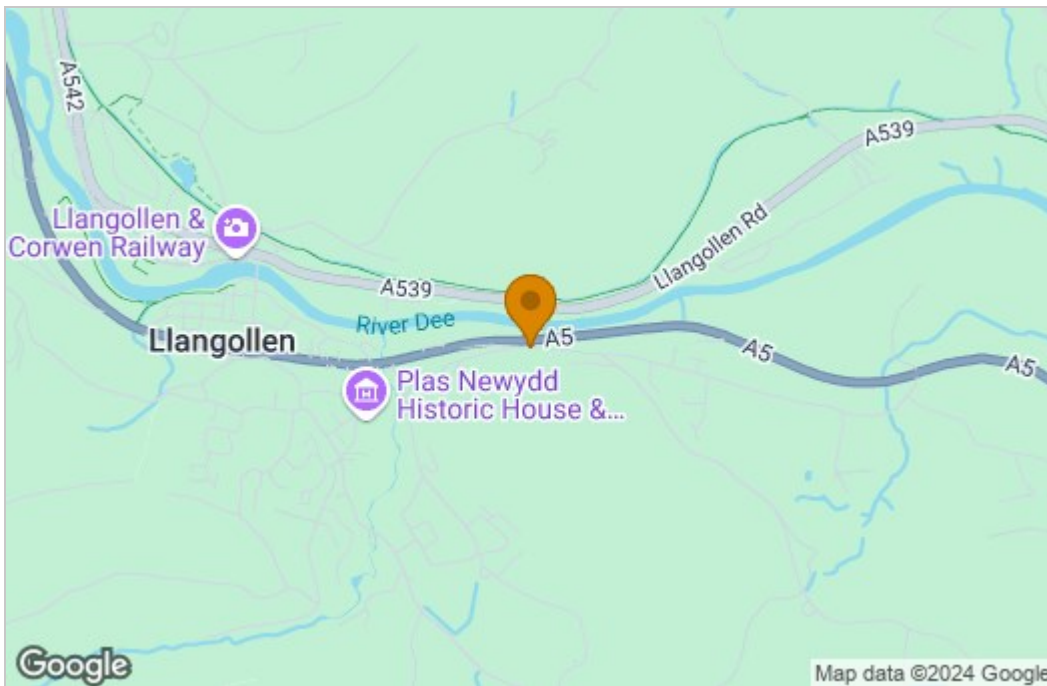 A542
Llangollen &
Corwen Railway
A539
Llangollen Rd
A539
River Dee
Llangollen
A5
A5
A5
Plas Newydd
Historic House &...
Google
Map data ©2024 Google